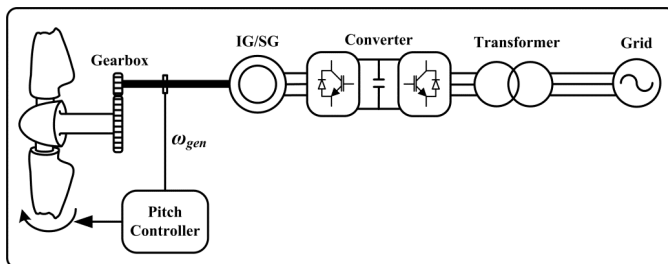 IG/SG
Converter
Transformer
Grid
Gearbox
ω_gen
Pitch
Controller